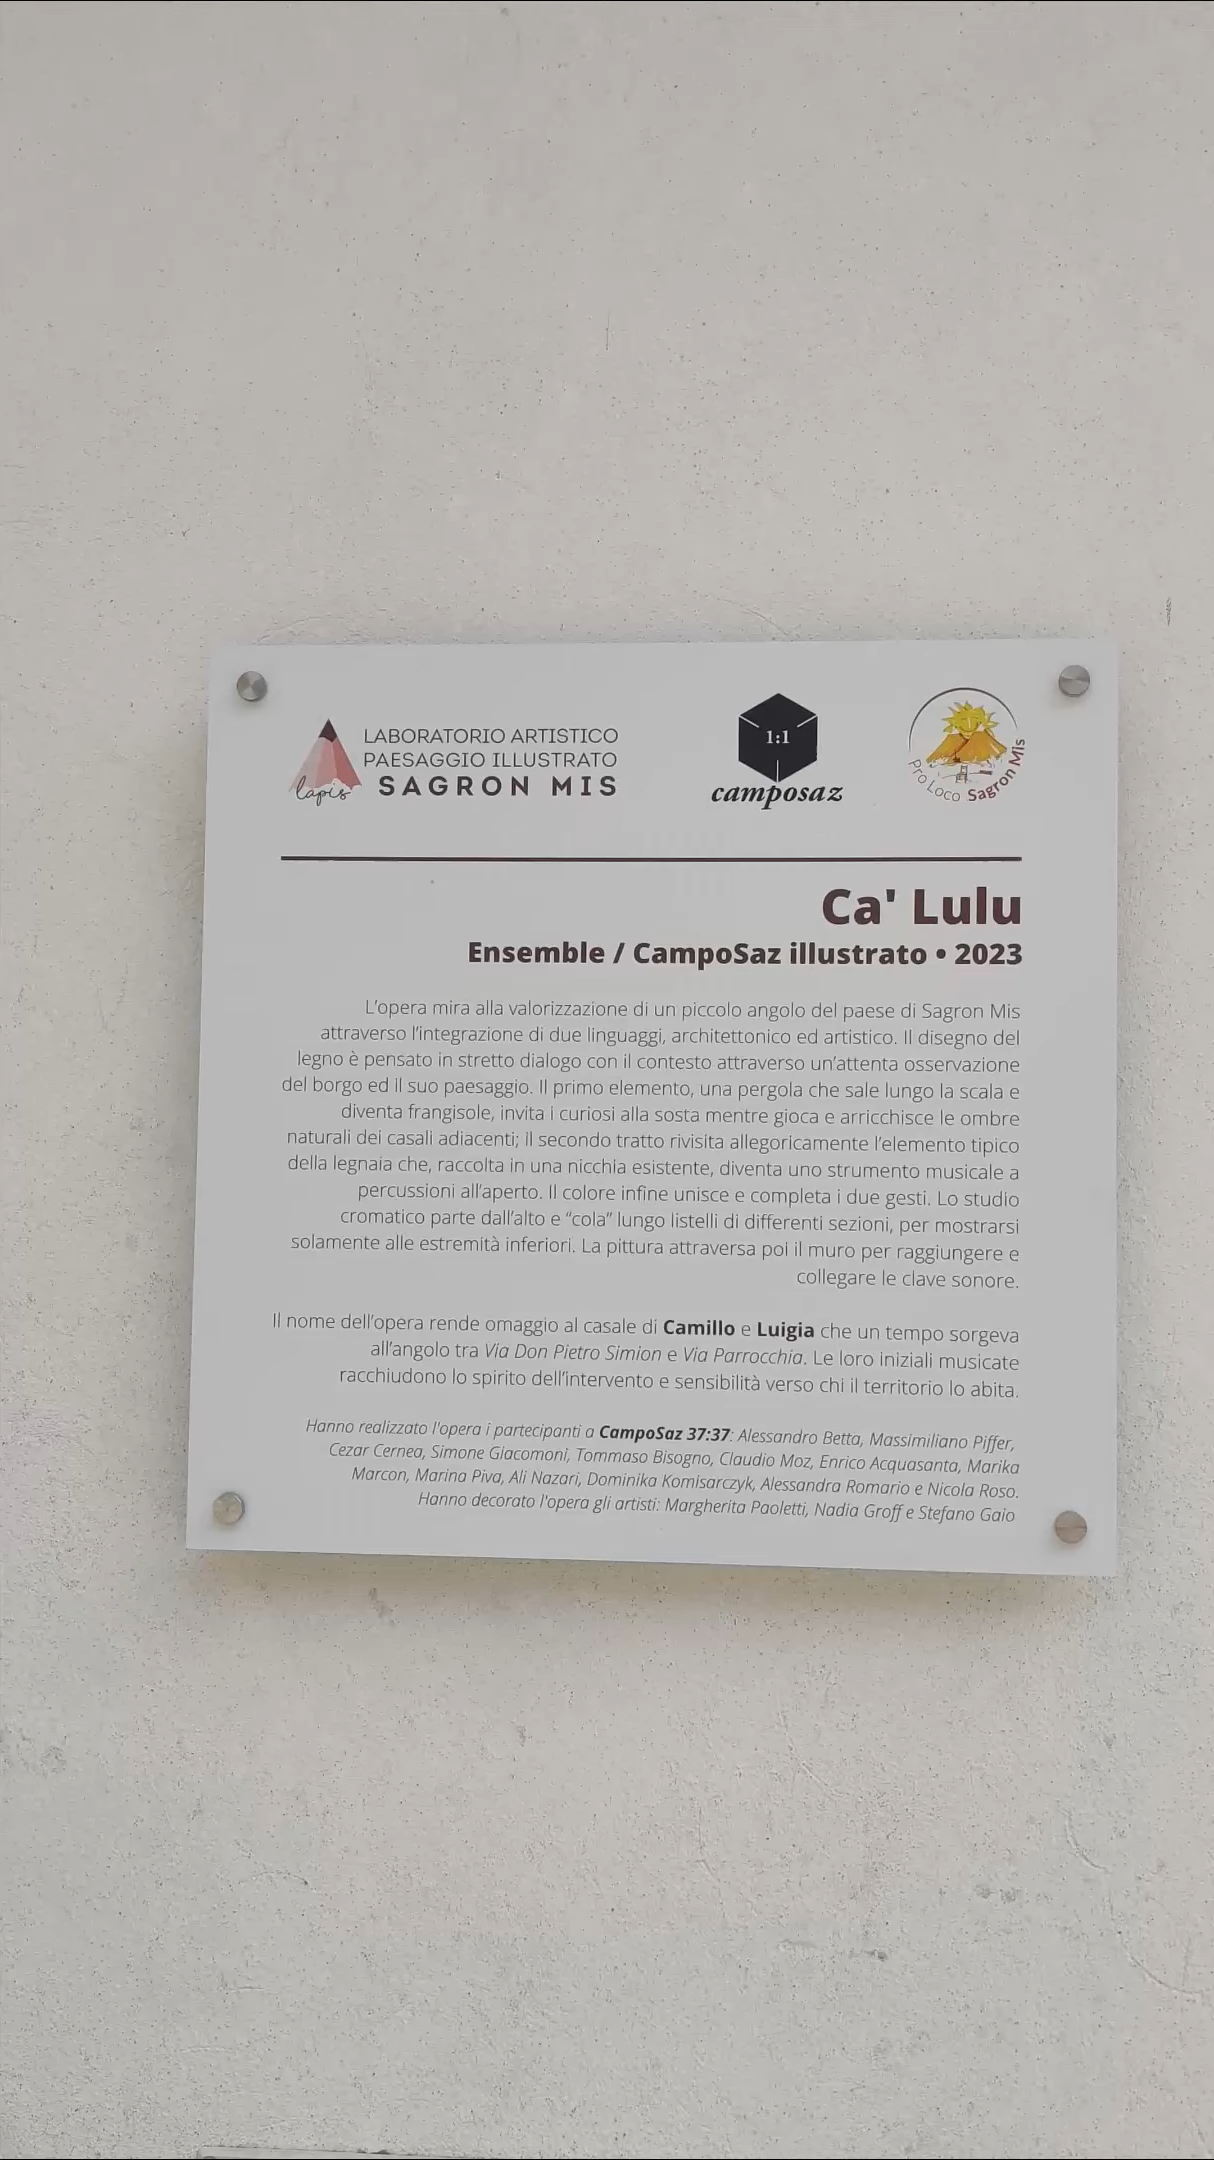 LABORATORIO ARTISTICO
PAESAGGIO ILLUSTRATO
SAGRON MIS
lapis
1:1
camposaz
Pro Loco Sagron Mis
Ca' Lulu
Ensemble / CampoSaz illustrato • 2023
L'opera mira alla valorizzazione di un piccolo angolo del paese di Sagron Mis
attraverso l'integrazione di due linguaggi, architettonico ed artistico. Il disegno del
legno è pensato in stretto dialogo con il contesto attraverso un'attenta osservazione
del borgo ed il suo paesaggio. Il primo elemento, una pergola che sale lungo la scala e
diventa frangisole, invita i curiosi alla sosta mentre gioca e arricchisce le ombre
naturali dei casali adiacenti; il secondo tratto rivisita allegoricamente l'elemento tipico
della legnaia che, raccolta in una nicchia esistente, diventa uno strumento musicale a
percussioni all'aperto. Il colore infine unisce e completa i due gesti. Lo studio
cromatico parte dall'alto e “cola” lungo listelli di differenti sezioni, per mostrarsi
solamente alle estremità inferiori. La pittura attraversa poi il muro per raggiungere e
collegare le clave sonore.
Il nome dell'opera rende omaggio al casale di Camillo e Luigia che un tempo sorgeva
all'angolo tra Via Don Pietro Simion e Via Parrocchia. Le loro iniziali musicate
racchiudono lo spirito dell'intervento e sensibilità verso chi il territorio lo abita.
Hanno realizzato l'opera i partecipanti a CampoSaz 37:37: Alessandro Betta, Massimiliano Piffer,
Cezar Cernea, Simone Giacomoni, Tommaso Bisogno, Claudio Moz, Enrico Acquasanta, Marika
Marcon, Marina Piva, Ali Nazari, Dominika Komisarczyk, Alessandra Romario e Nicola Roso.
Hanno decorato l'opera gli artisti: Margherita Paoletti, Nadia Groff e Stefano Gaio